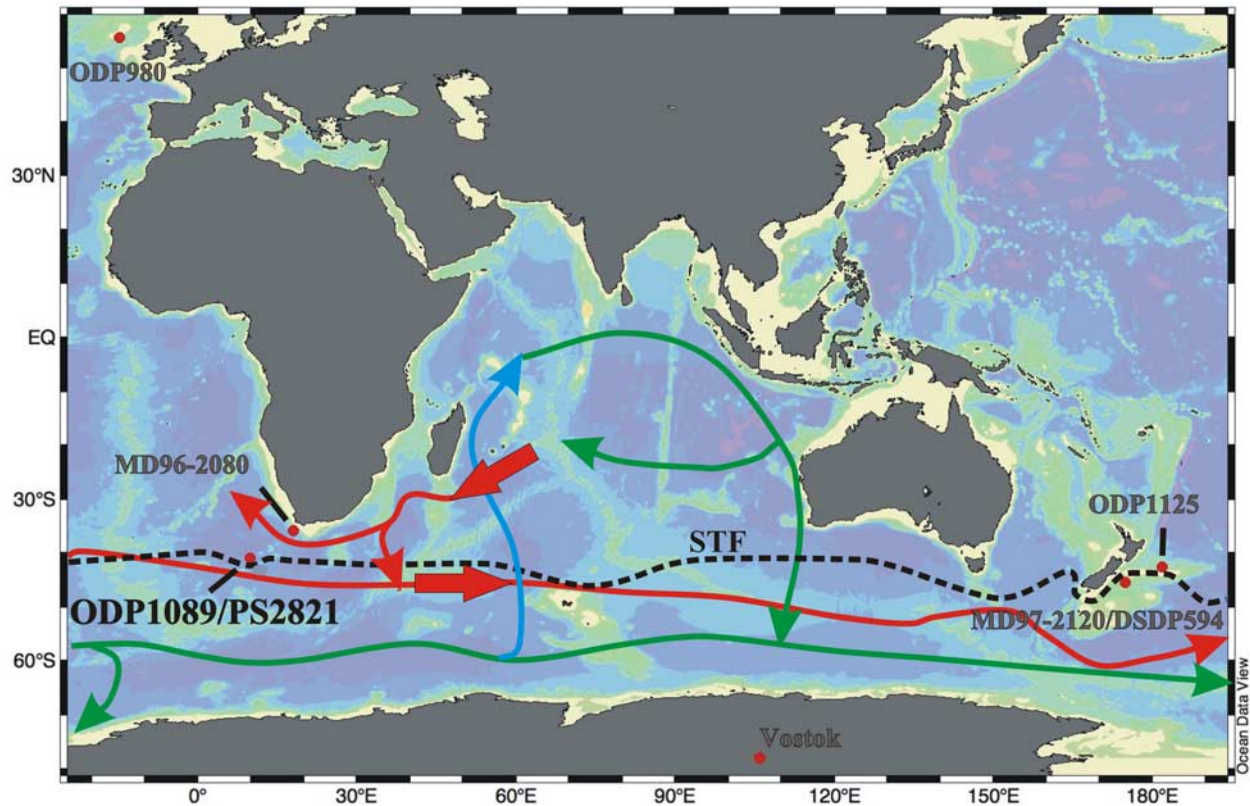 ODP980
30°N
EQ
MD96-2080
30°S
ODP1125
STF
ODP1089/PS2821
MD97-2120/DSDP594
60°S
Vostok
Ocean Data View
0° 30°E 60°E 90°E 120°E 150°E 180°E